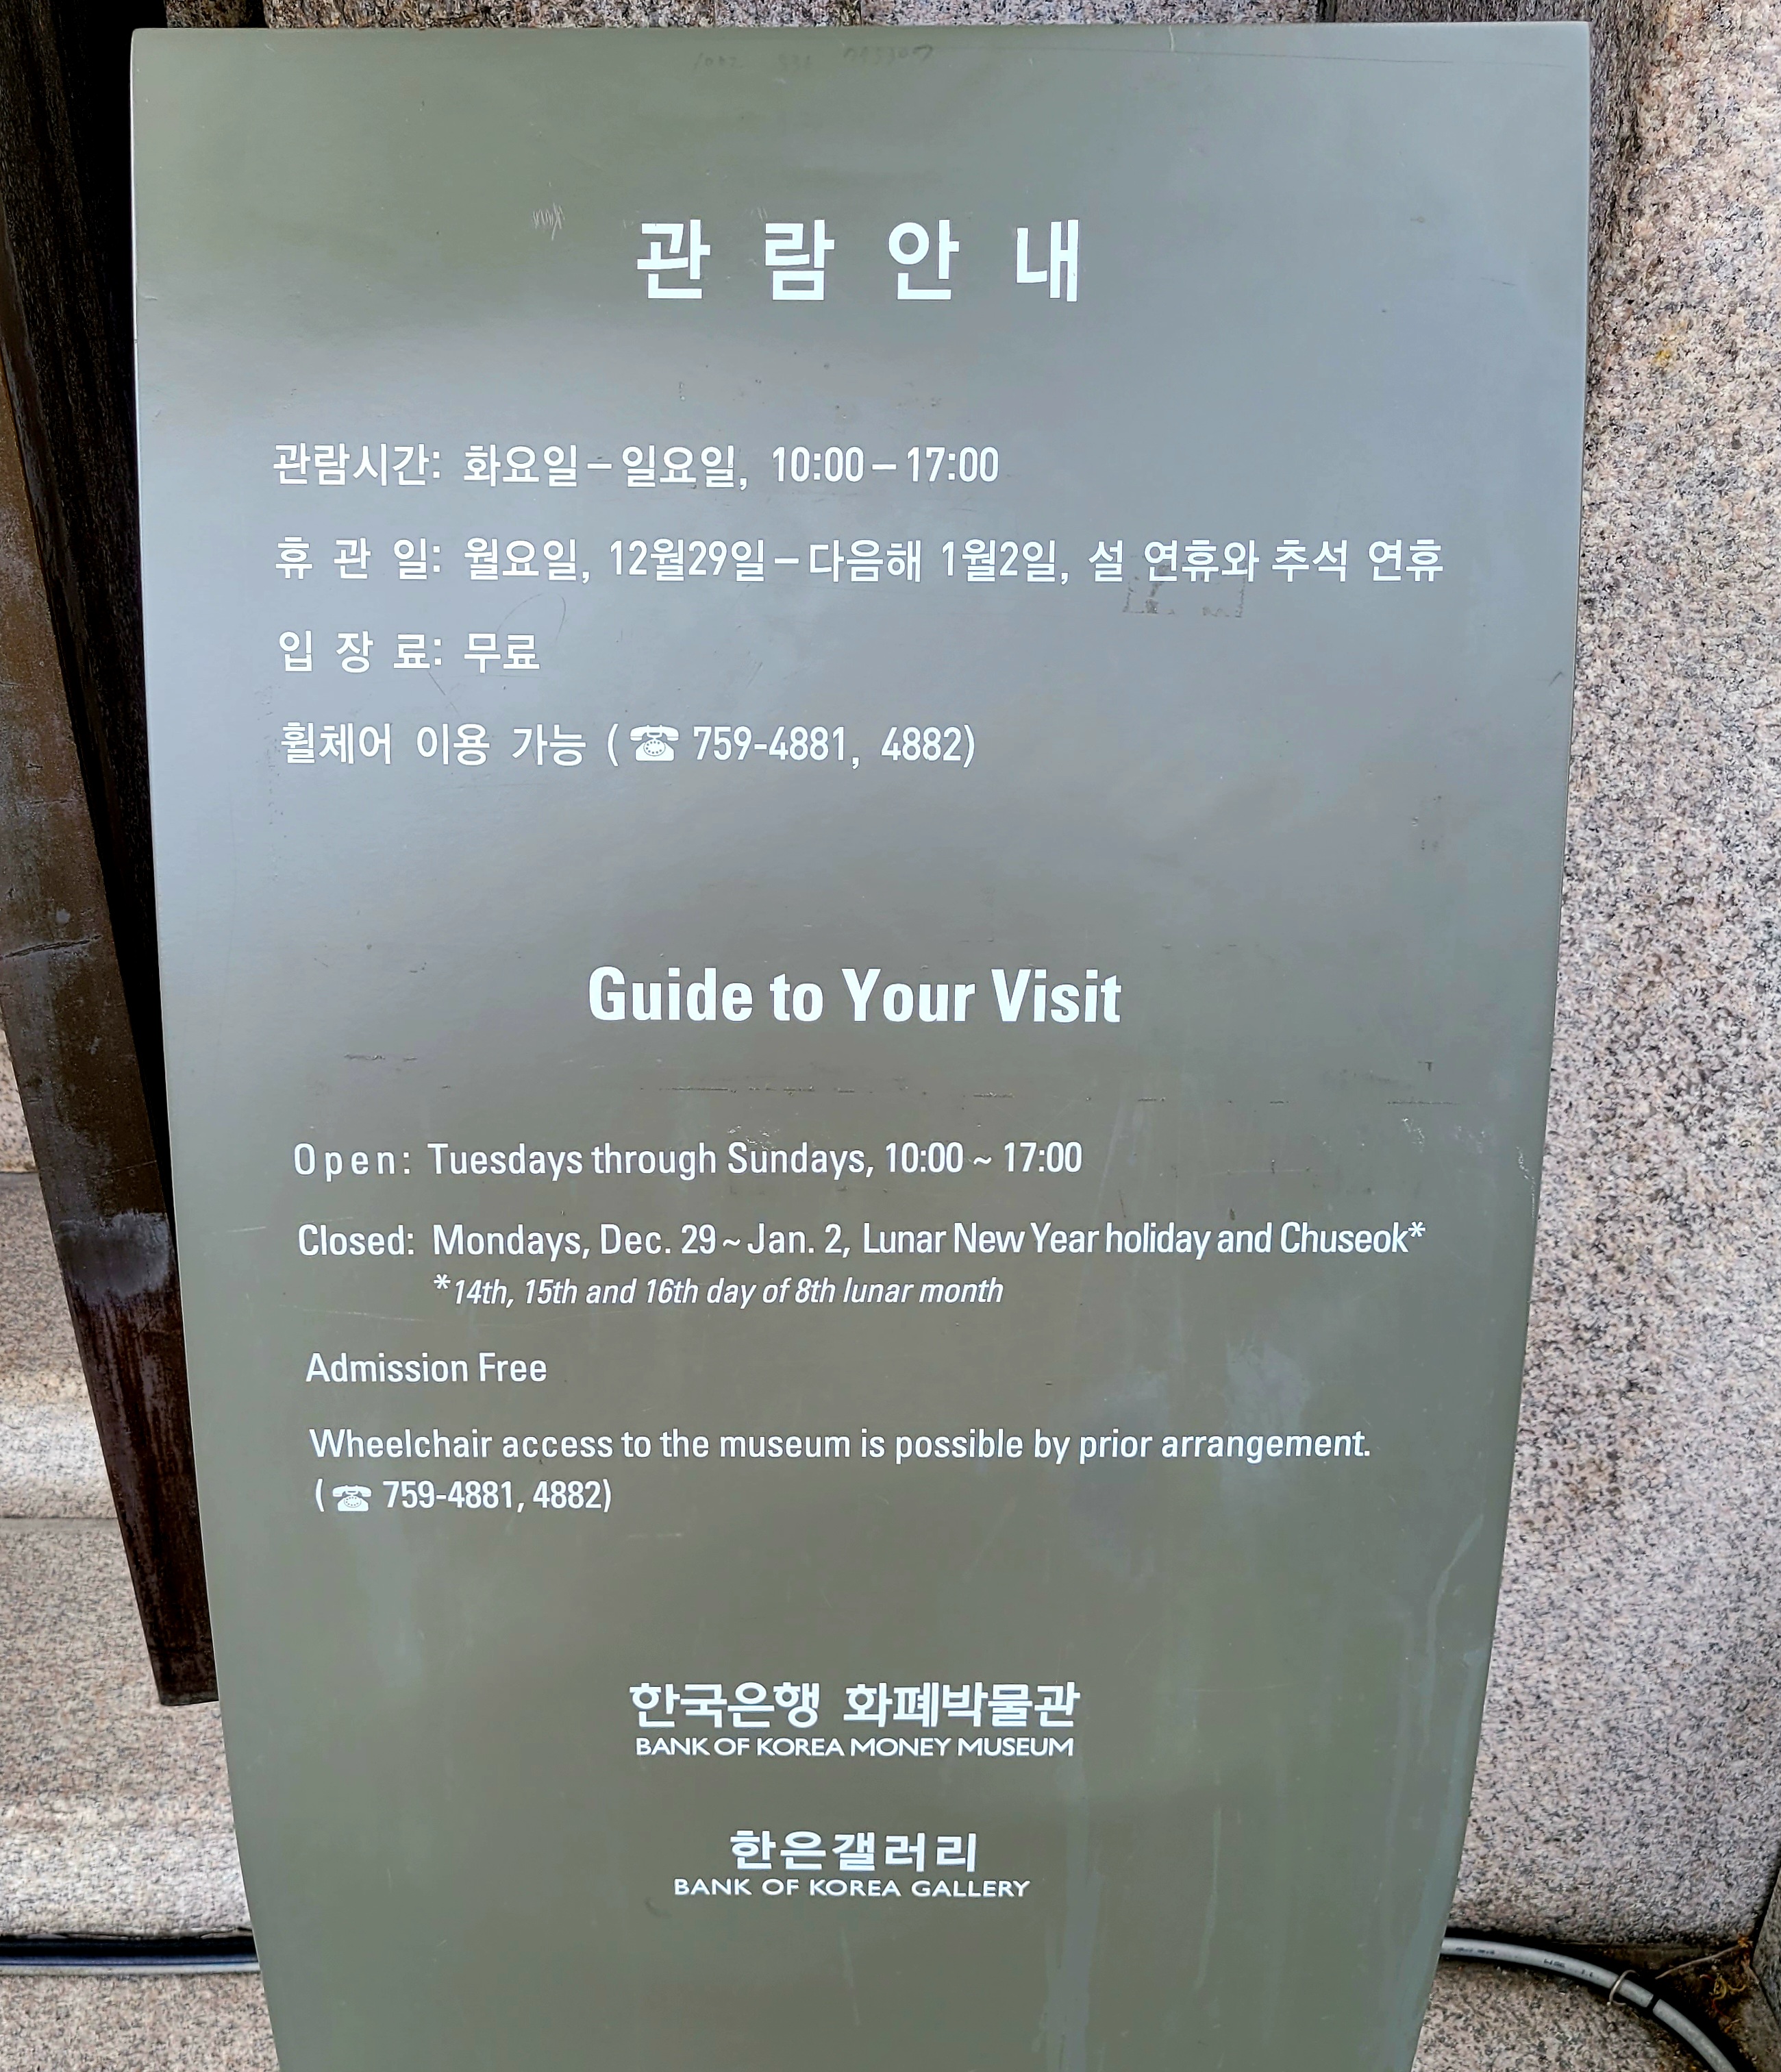 관 람 안 내
관람시간: 화요일 – 일요일, 10:00 – 17:00
휴 관 일: 월요일, 12월29일 – 다음해 1월2일, 설 연휴와 추석 연휴
입 장 료: 무료
휠체어 이용 가능 (☎ 759-4881, 4882)
Guide to Your Visit
Open: Tuesdays through Sundays, 10:00 ~ 17:00
Closed: Mondays, Dec. 29 ~ Jan. 2, Lunar New Year holiday and Chuseok*
*14th, 15th and 16th day of 8th lunar month
Admission Free
Wheelchair access to the museum is possible by prior arrangement.
(☎ 759-4881, 4882)
한국은행 화폐박물관
BANK OF KOREA MONEY MUSEUM
한은갤러리
BANK OF KOREA GALLERY